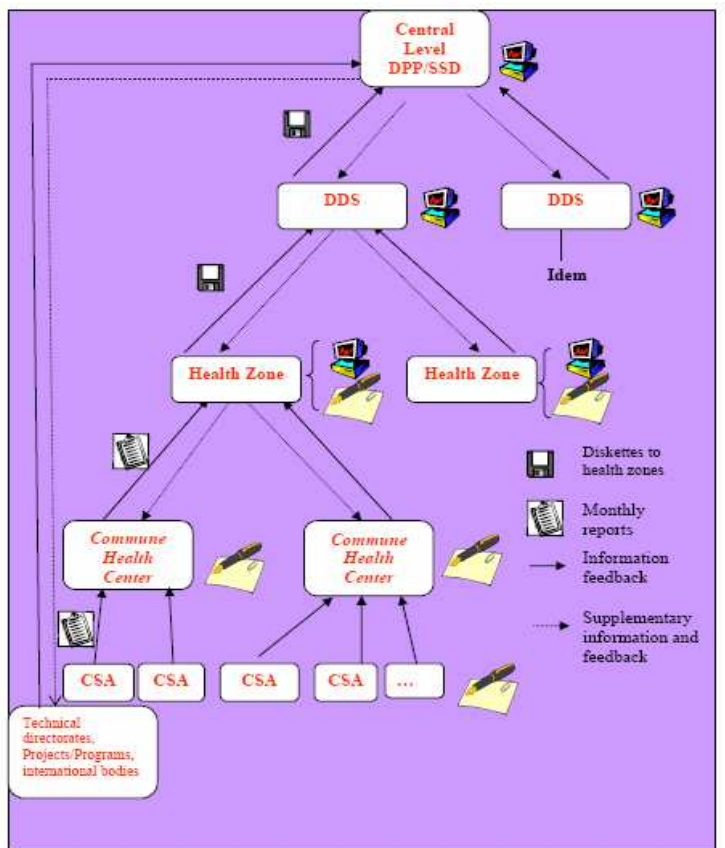 Central
Level
DPP/SSD
DDS
DDS
Idem
Health Zone
Health Zone
Diskettes to
health zones
Monthly
reports
Commune
Health
Center
Commune
Health
Center
Information
feedback
Supplementary
information and
feedback
CSA
CSA
CSA
CSA
...
Technical
directorates,
Projects/Programs,
international bodies